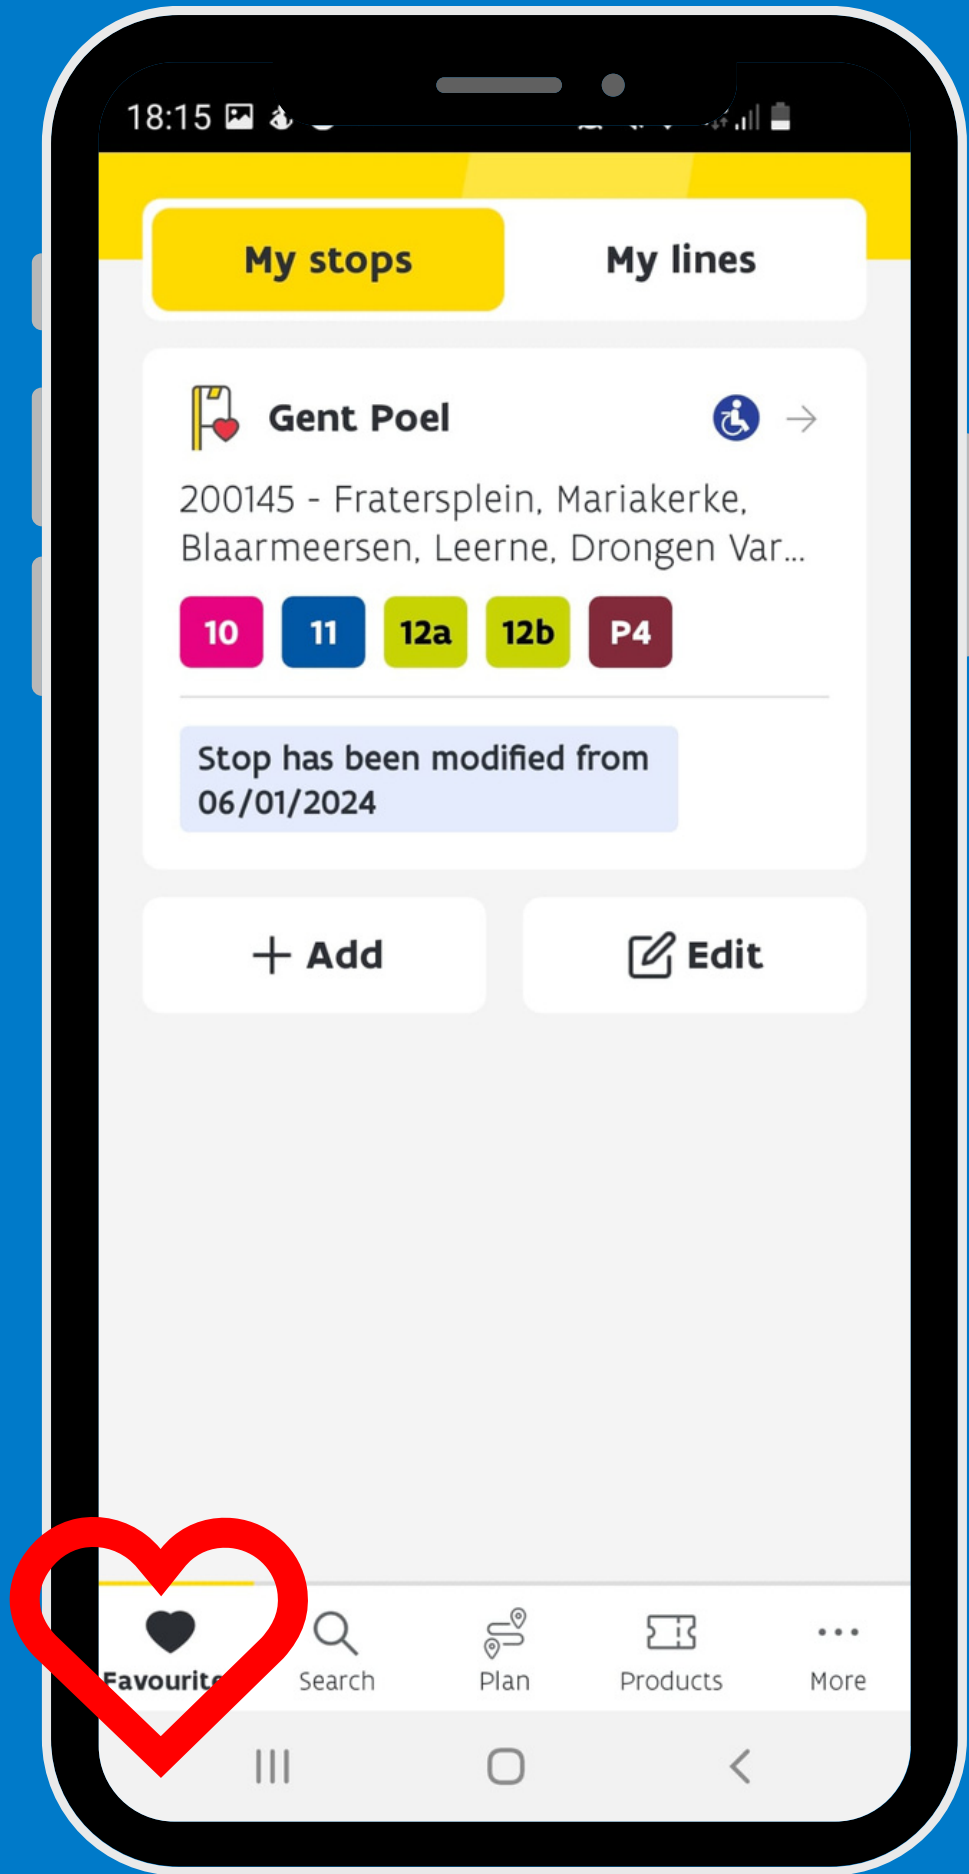 18:15
My stops My lines
Gent Poel
200145 - Fratersplein, Mariakerke,
Blaarmeersen, Leerne, Drongen Var...
10 11 12a 12b P4
Stop has been modified from
06/01/2024
+ Add Edit
Favourite Search Plan Products More